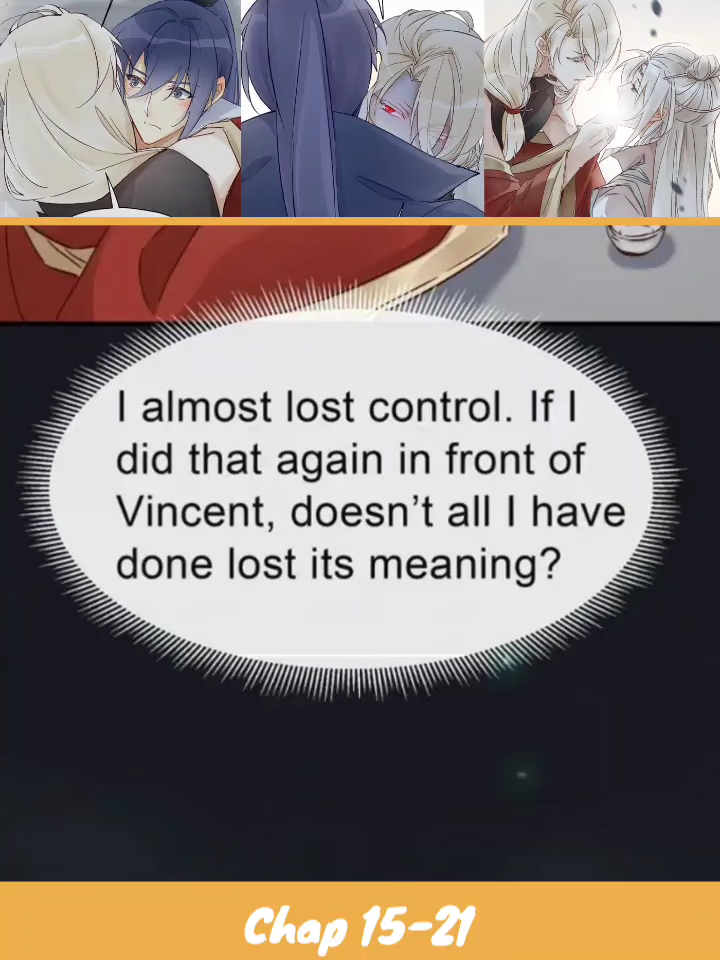 I almost lost control. If I
did that again in front of
Vincent, doesn’t all I have
done lost its meaning?
Chap 15-21